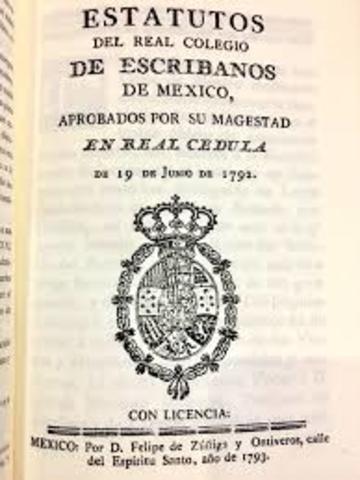 ESTATUTOS
DEL REAL COLEGIO
DE ESCRIBANOS
DE MEXICO,
APROBADOS POR SU MAGESTAD
EN REAL CEDULA
DE 19 DE JUNIO DE 1792.
CON LICENCIA:
MEXICO: Por D. Felipe de Zúñiga y Ontiveros, calle
del Espíritu Santo, año de 1793.